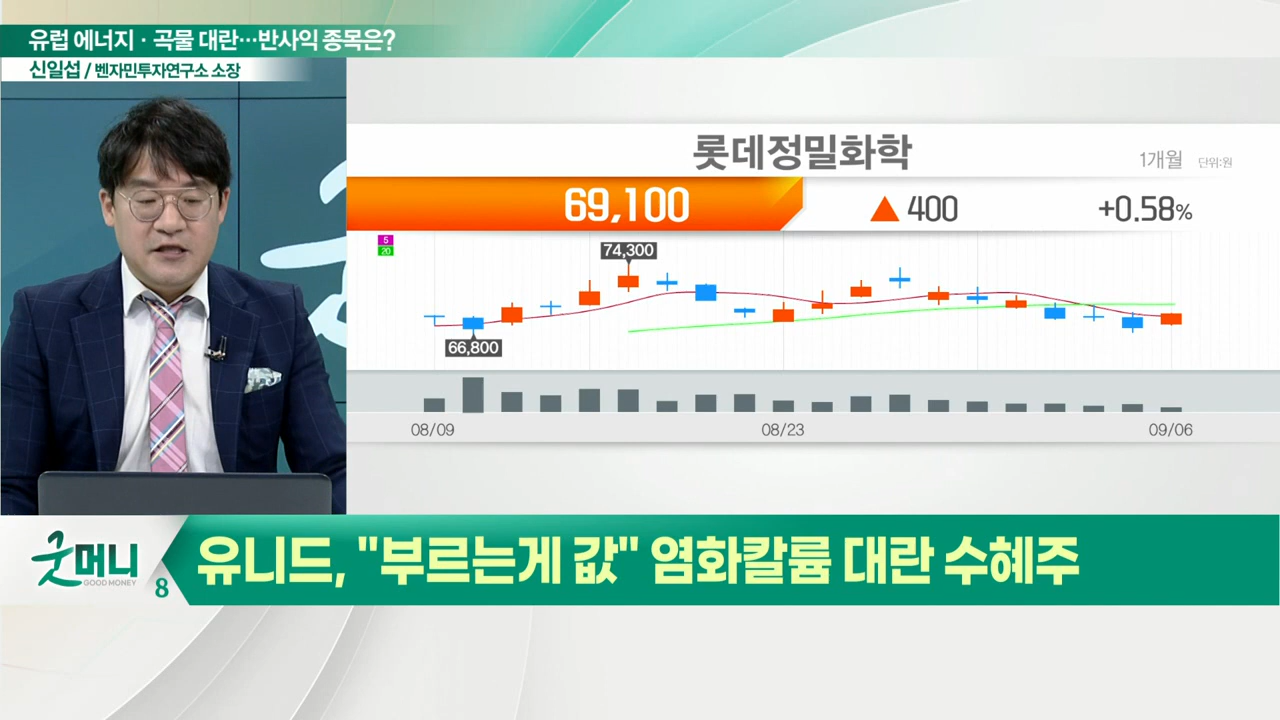 유럽 에너지·곡물 대란…반사익 종목은?
신일섭 / 벤자민투자연구소 소장
롯데정밀화학
1개월 단위:원
69,100 ▲ 400 +0.58%
5
20
74,300
66,800
08/09 08/23 09/06
굿머니
GOOD MONEY
8
유니드, "부르는게 값" 염화칼륨 대란 수혜주